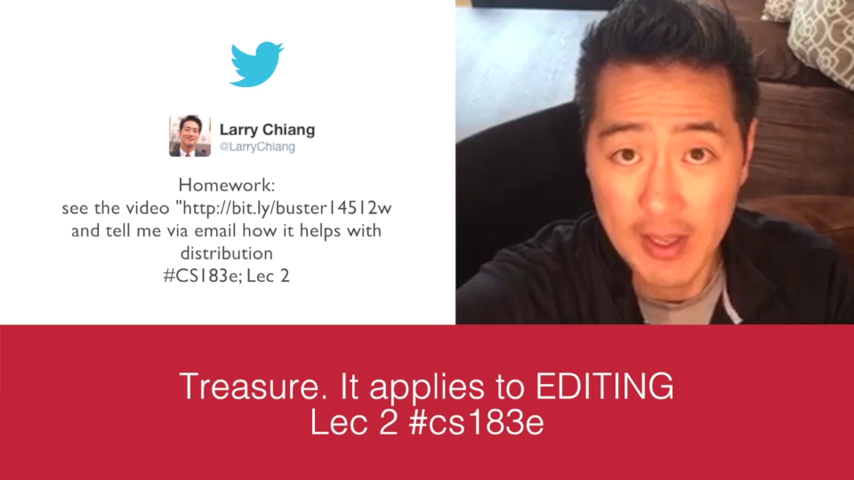 Larry Chiang
@LarryChiang
Homework:
see the video "http://bit.ly/buster14512w
and tell me via email how it helps with
distribution
#CS183e; Lec 2
Treasure. It applies to EDITING
Lec 2 #cs183e